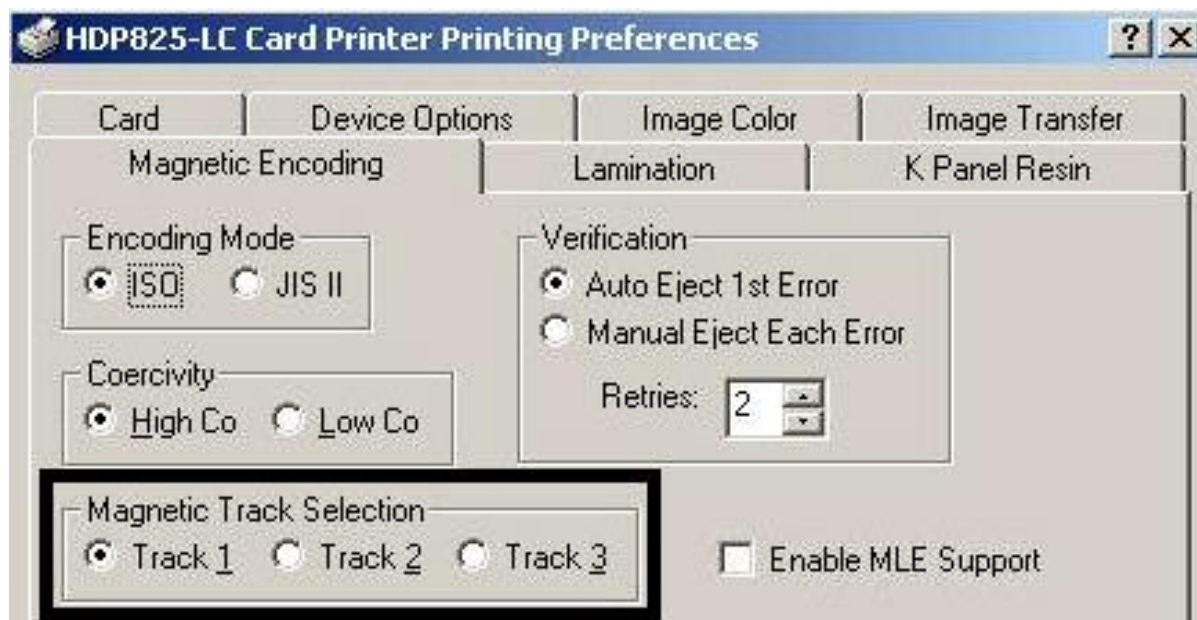 HDP825-LC Card Printer Printing Preferences
Card Device Options Image Color Image Transfer
Magnetic Encoding Lamination K Panel Resin
Encoding Mode
ISO JIS II
Verification
Auto Eject 1st Error
Manual Eject Each Error
Retries: 2
Coercivity
High Co Low Co
Magnetic Track Selection
Track 1 Track 2 Track 3
Enable MLE Support